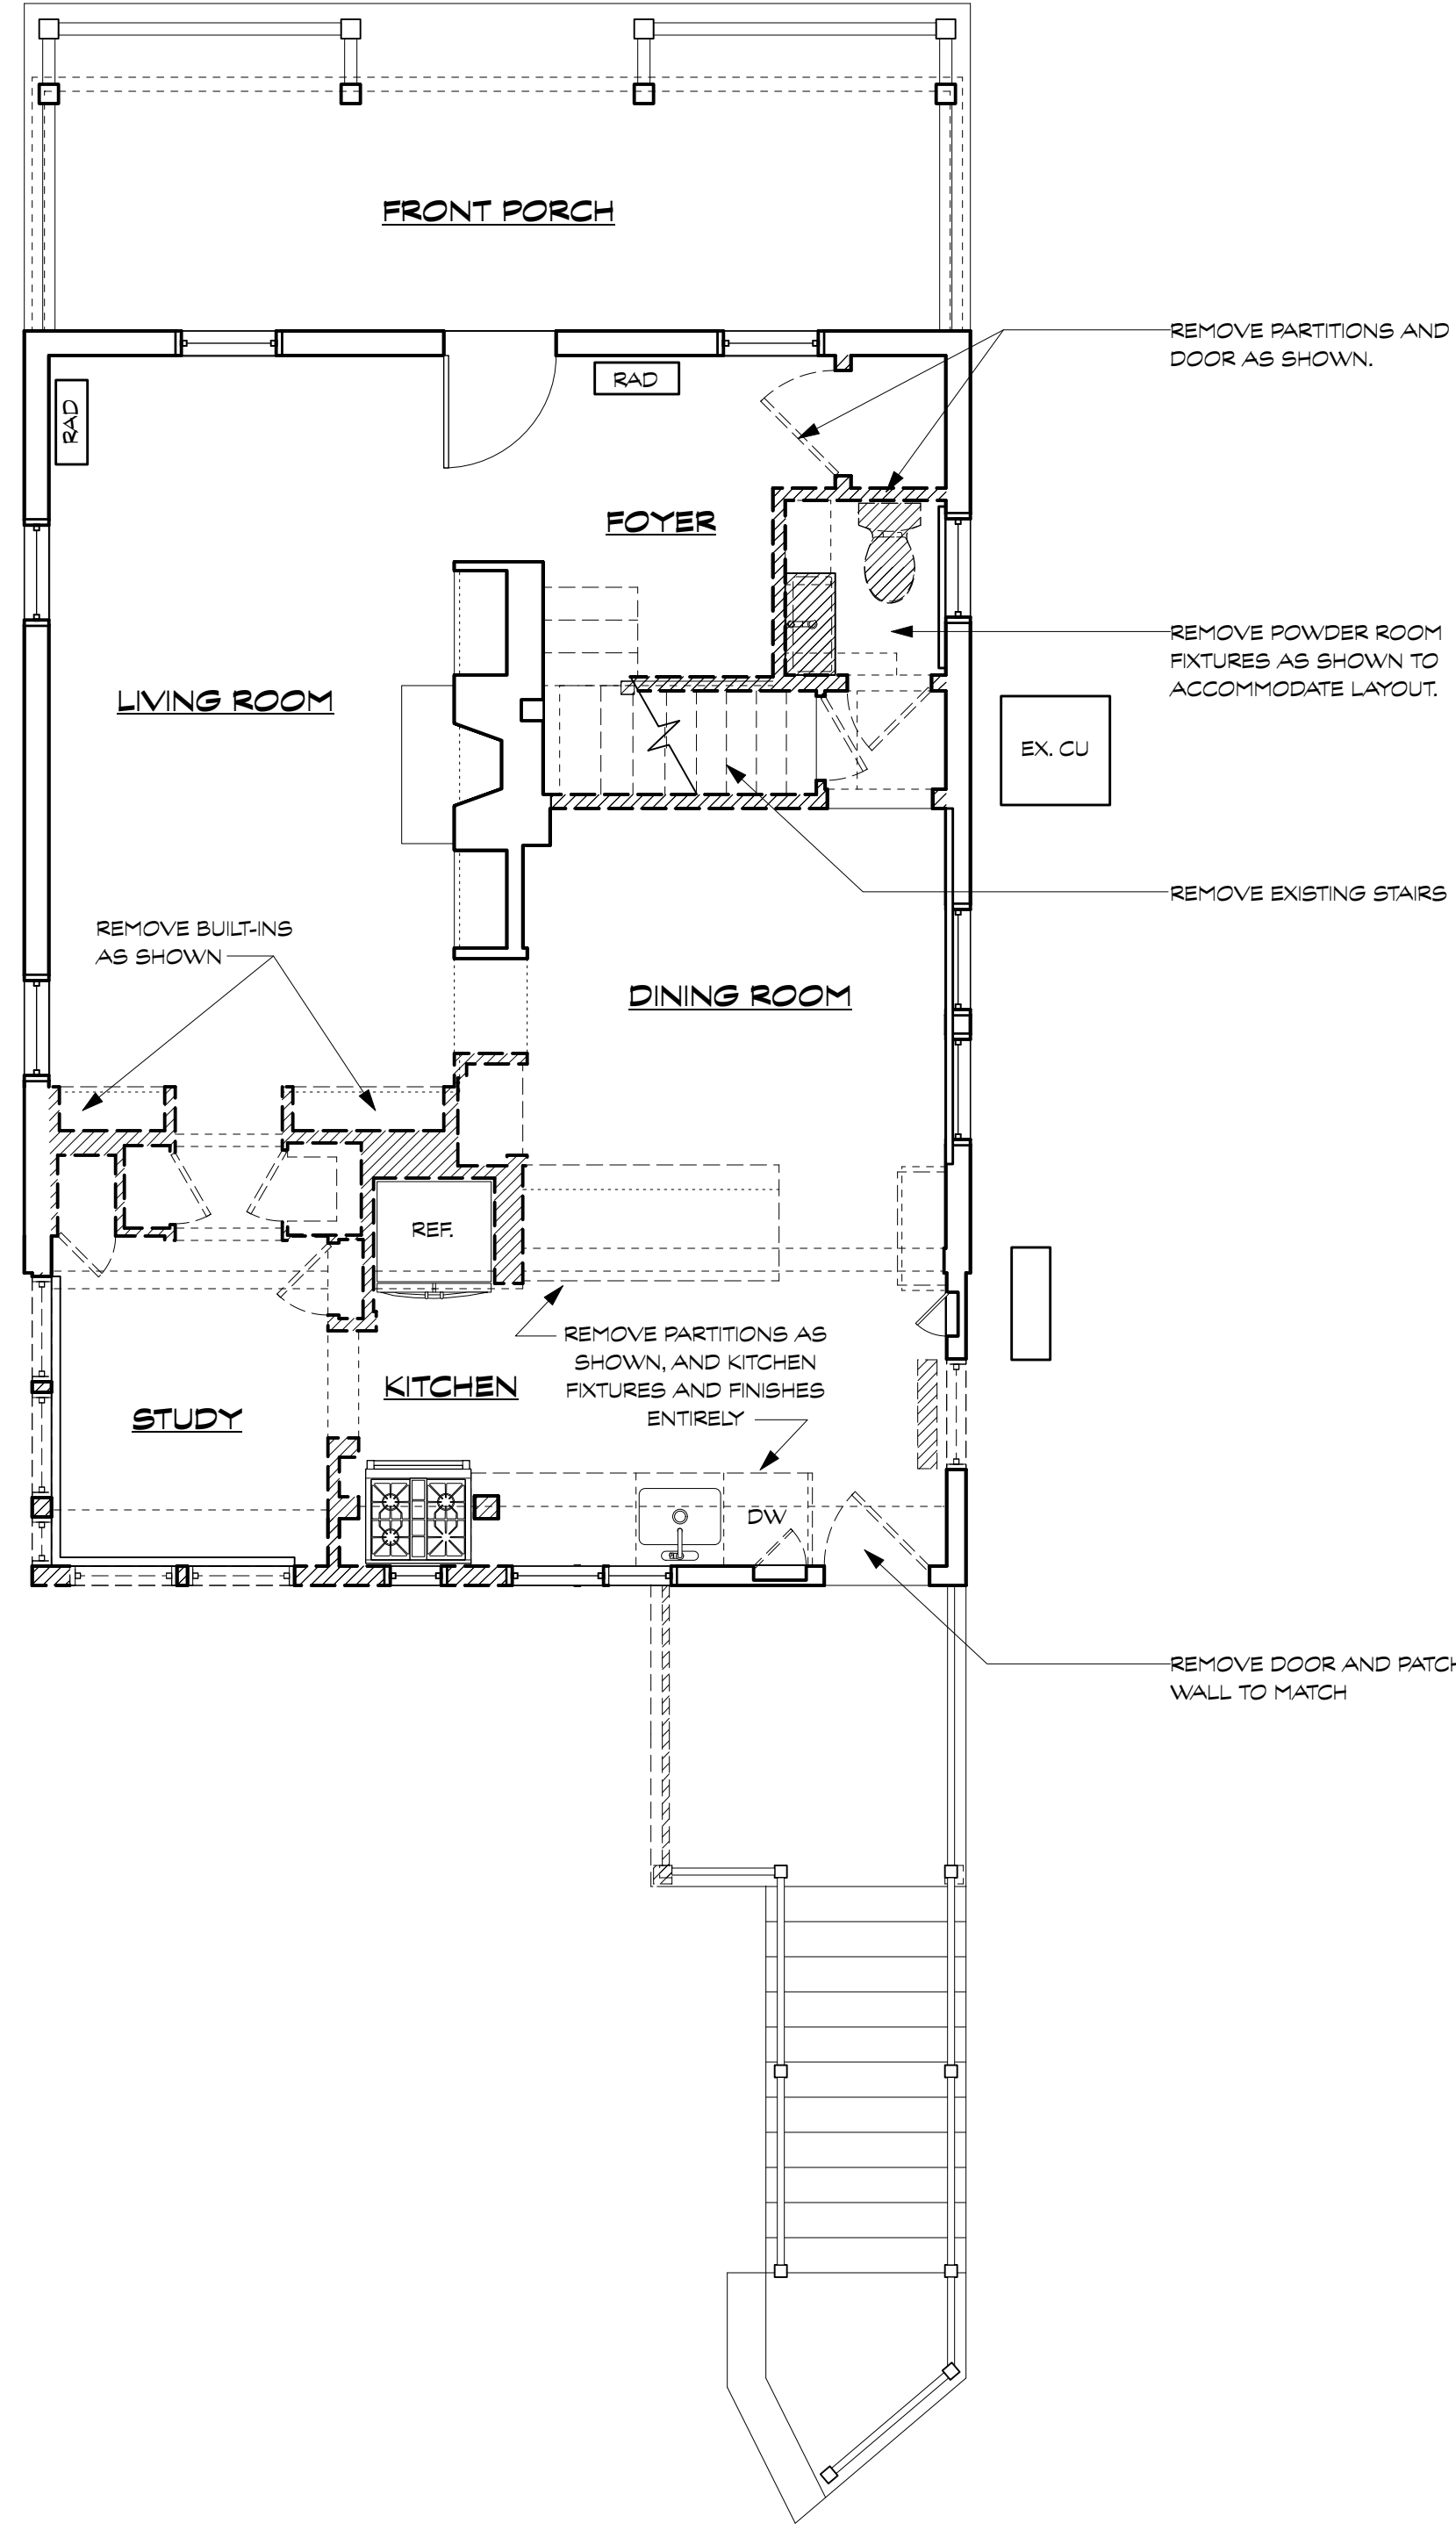 FRONT PORCH
REMOVE PARTITIONS AND
DOOR AS SHOWN.
RAD
RAD
FOYER
REMOVE POWDER ROOM
FIXTURES AS SHOWN TO
ACCOMMODATE LAYOUT.
LIVING ROOM
EX. CU
REMOVE EXISTING STAIRS
REMOVE BUILT-INS
AS SHOWN
DINING ROOM
REF.
REMOVE PARTITIONS AS
SHOWN, AND KITCHEN
FIXTURES AND FINISHES
ENTIRELY
KITCHEN
STUDY
DW
REMOVE DOOR AND PATCH
WALL TO MATCH